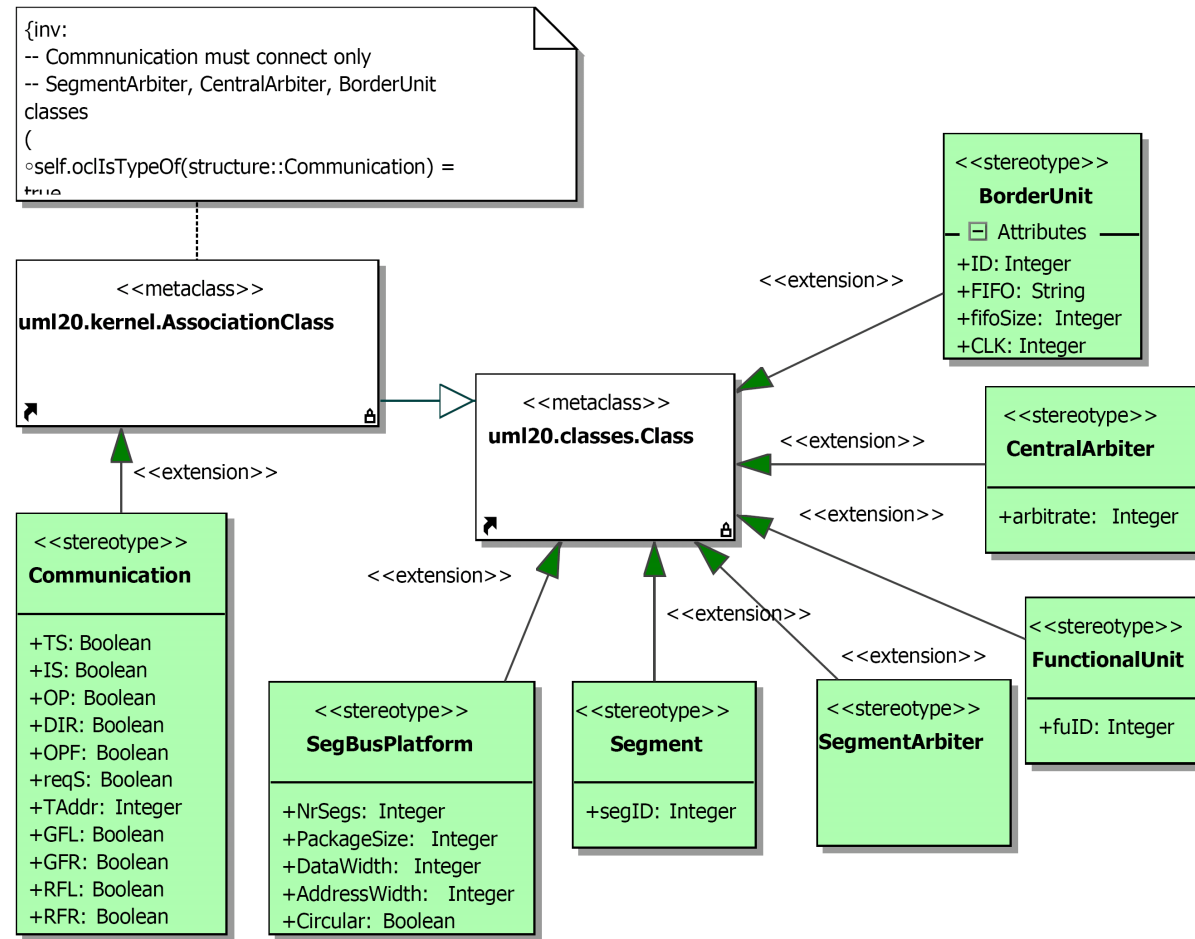 {inv:
-- Commnunication must connect only
-- SegmentArbiter, CentralArbiter, BorderUnit
classes
(
◦self.oclIsTypeOf(structure::Communication) =
true
<<metaclass>>
uml20.kernel.AssociationClass
<<extension>>
<<stereotype>>
Communication
+TS: Boolean
+IS: Boolean
+OP: Boolean
+DIR: Boolean
+OPF: Boolean
+reqS: Boolean
+TAddr: Integer
+GFL: Boolean
+GFR: Boolean
+RFL: Boolean
+RFR: Boolean
<<metaclass>>
uml20.classes.Class
<<extension>>
<<stereotype>>
BorderUnit
Attributes
+ID: Integer
+FIFO: String
+fifoSize: Integer
+CLK: Integer
<<extension>>
<<stereotype>>
CentralArbiter
+arbitrate: Integer
<<extension>>
<<stereotype>>
FunctionalUnit
+fuID: Integer
<<extension>>
<<stereotype>>
SegBusPlatform
+NrSegs: Integer
+PackageSize: Integer
+DataWidth: Integer
+AddressWidth: Integer
+Circular: Boolean
<<extension>>
<<stereotype>>
Segment
+segID: Integer
<<extension>>
<<stereotype>>
SegmentArbiter